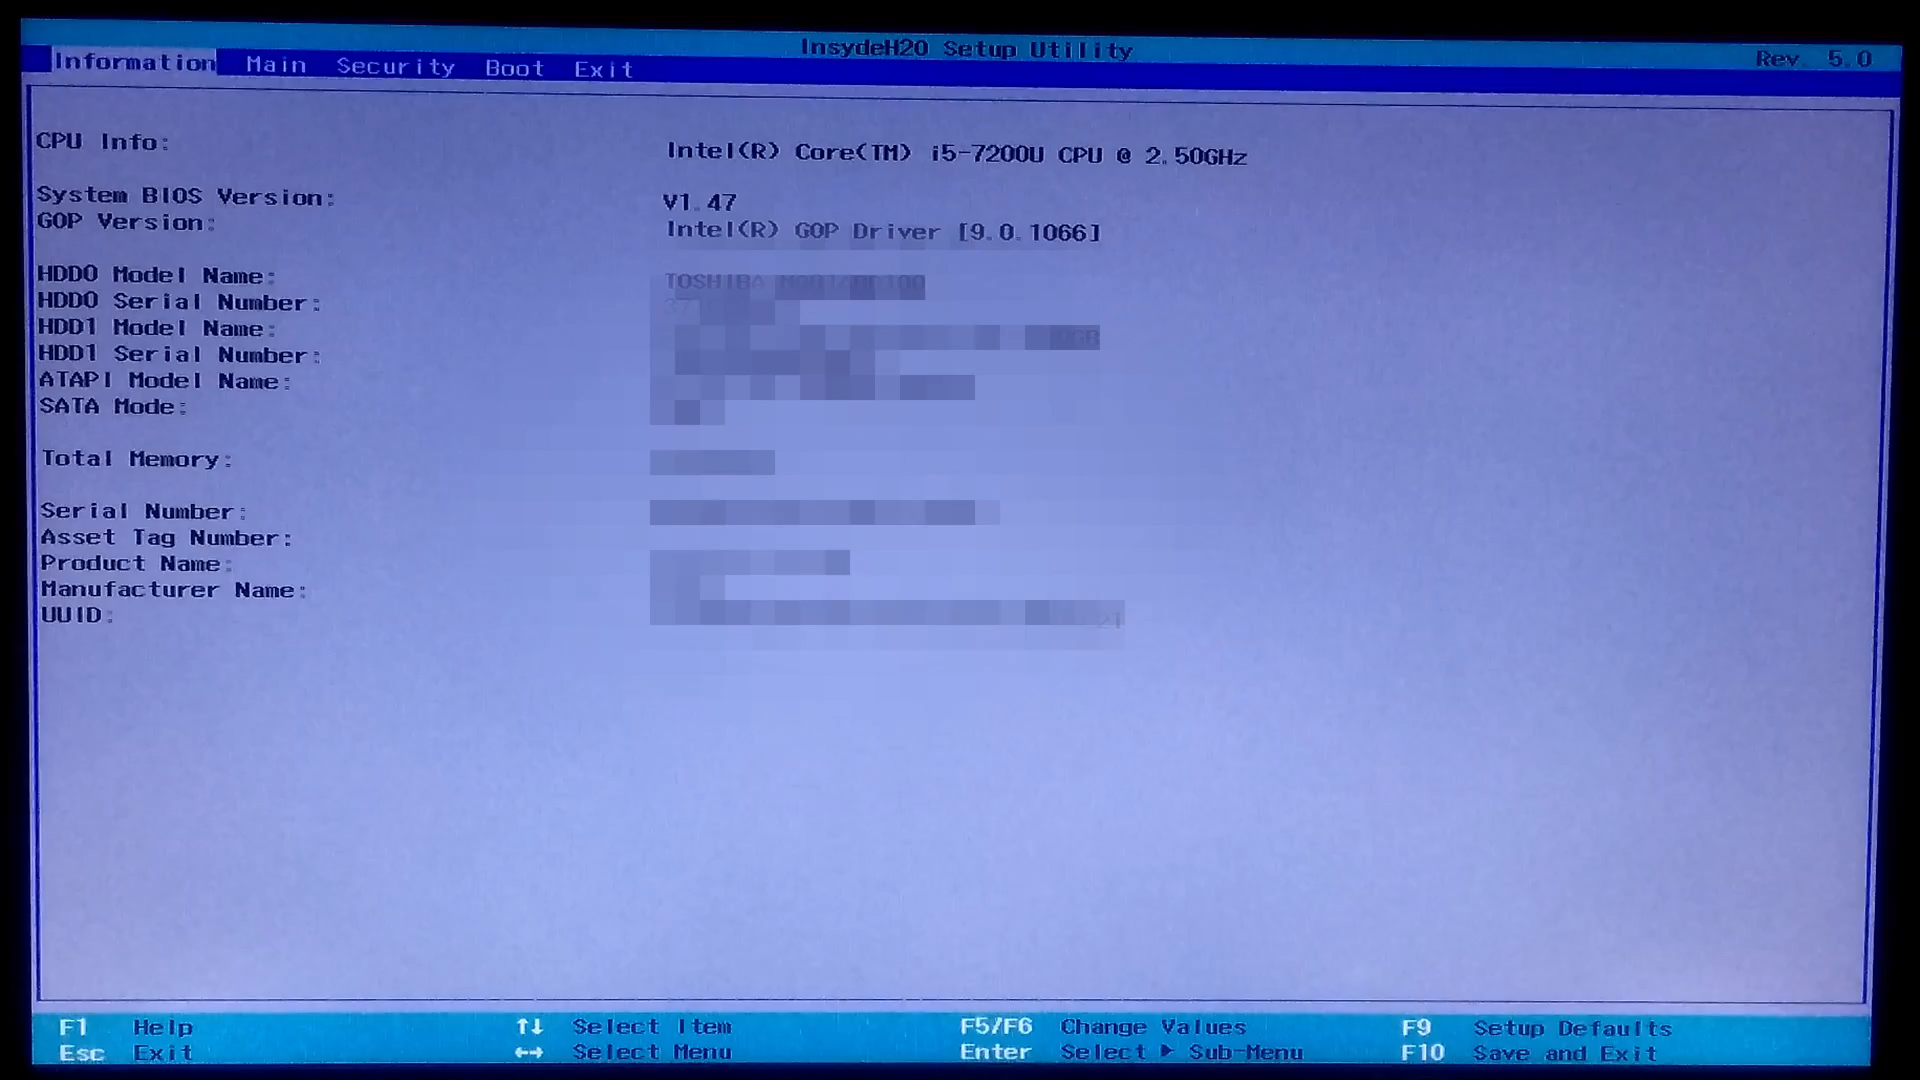 InsydeH20 Setup Utility
Rev. 5.0
Information Main Security Boot Exit
CPU Info: Intel(R) Core(TM) i5-7200U CPU @ 2.50GHz
System BIOS Version: V1.47
GOP Version: Intel(R) GOP Driver [9.0.1066]
HDD0 Model Name: TOSHIBA
HDD0 Serial Number:
HDD1 Model Name:
HDD1 Serial Number:
ATAPI Model Name:
SATA Mode:
Total Memory:
Serial Number:
Asset Tag Number:
Product Name:
Manufacturer Name:
UUID:
F1 Help ↑↓ Select Item F5/F6 Change Values F9 Setup Defaults
Esc Exit ←→ Select Menu Enter Select ► Sub-Menu F10 Save and Exit